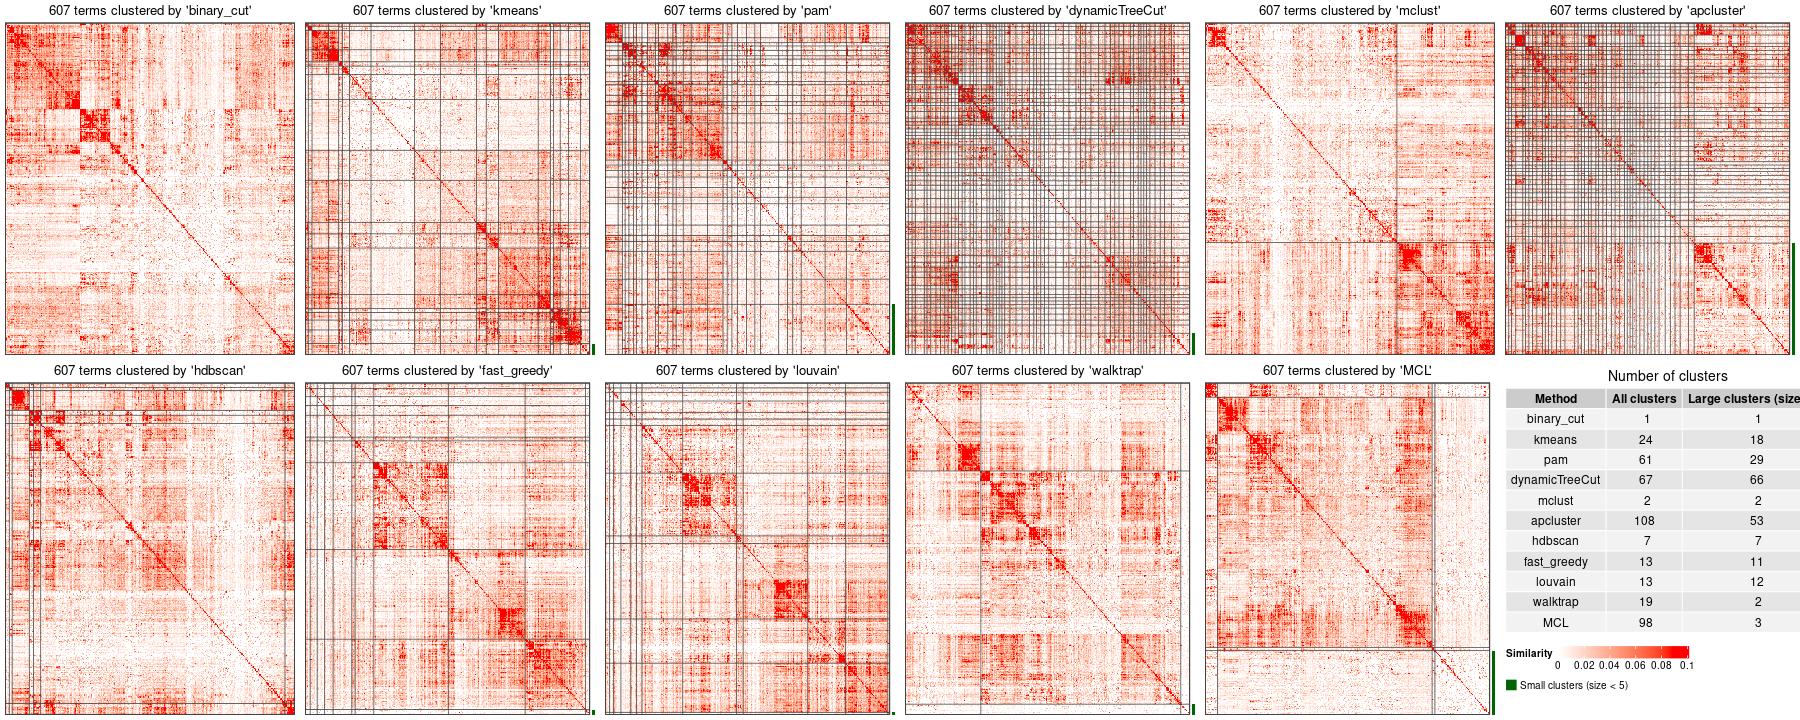 607 terms clustered by 'binary_cut'
607 terms clustered by 'kmeans'
607 terms clustered by 'pam'
607 terms clustered by 'dynamicTreeCut'
607 terms clustered by 'mclust'
607 terms clustered by 'apcluster'
607 terms clustered by 'hdbscan'
607 terms clustered by 'fast_greedy'
607 terms clustered by 'louvain'
607 terms clustered by 'walktrap'
607 terms clustered by 'MCL'
Number of clusters
Method All clusters Large clusters (size
binary_cut 1 1
kmeans 24 18
pam 61 29
dynamicTreeCut 67 66
mclust 2 2
apcluster 108 53
hdbscan 7 7
fast_greedy 13 11
louvain 13 12
walktrap 19 2
MCL 98 3
Similarity
0 0.02 0.04 0.06 0.08 0.1
Small clusters (size < 5)